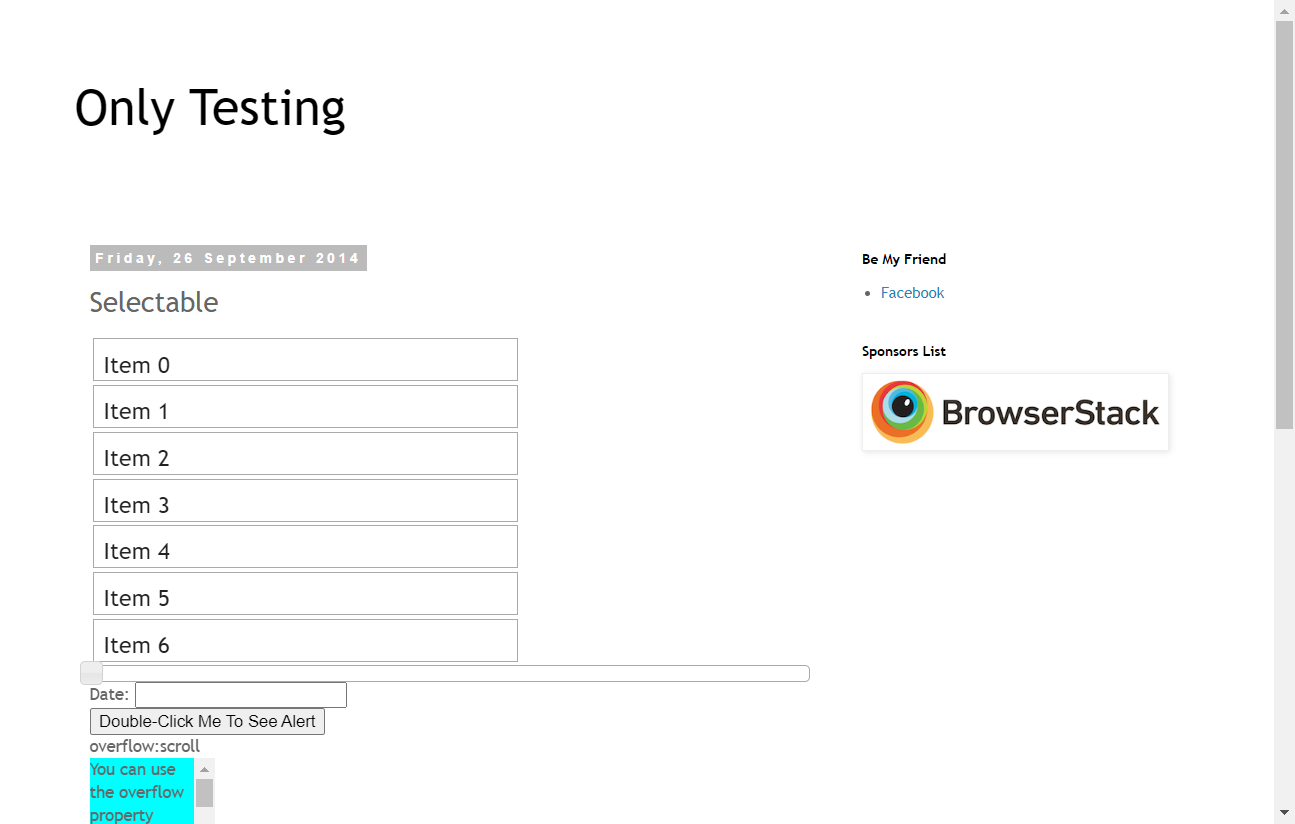 Only Testing
Friday, 26 September 2014
Selectable
Item 0
Item 1
Item 2
Item 3
Item 4
Item 5
Item 6
Date:
Double-Click Me To See Alert
overflow:scroll
You can use
the overflow
property
Be My Friend
Facebook
Sponsors List
BrowserStack